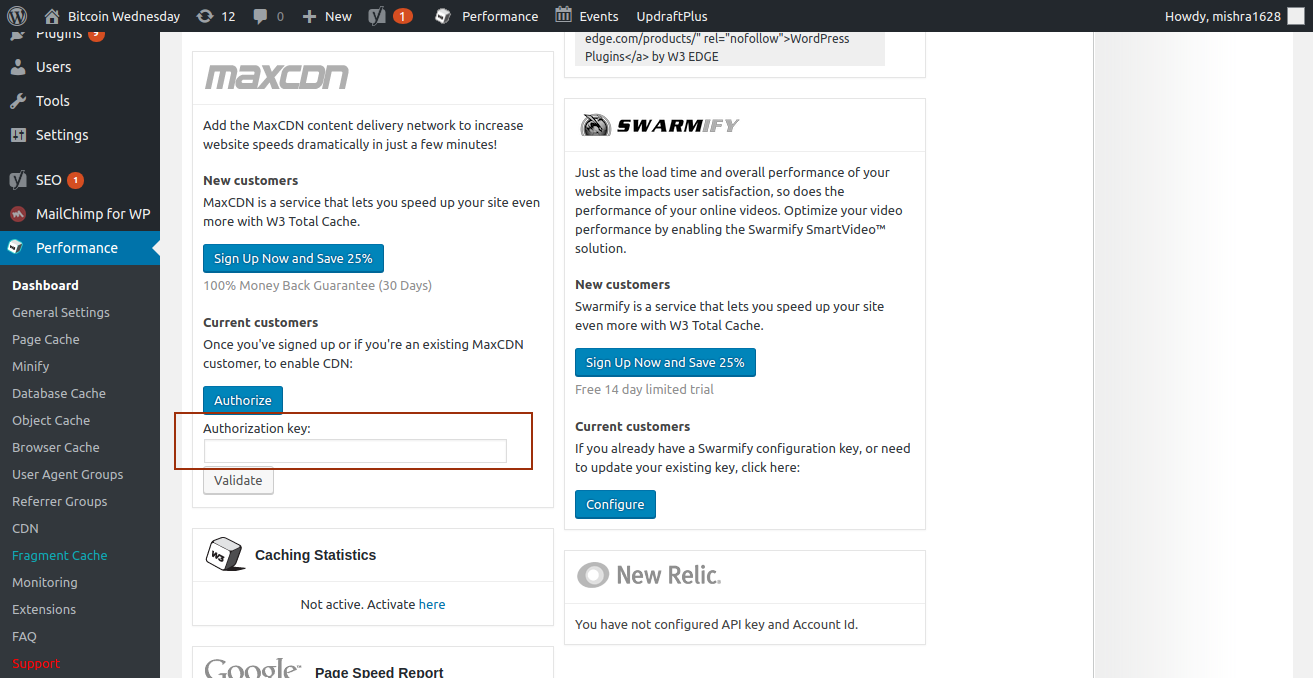 Bitcoin Wednesday 12 0 New 1 Performance Events UpdraftPlus Howdy, mishra1628
Plugins 9
Users
Tools
Settings
SEO 1
MailChimp for WP
Performance
Dashboard
General Settings
Page Cache
Minify
Database Cache
Object Cache
Browser Cache
User Agent Groups
Referrer Groups
CDN
Fragment Cache
Monitoring
Extensions
FAQ
Support
maxcdn
Add the MaxCDN content delivery network to increase
website speeds dramatically in just a few minutes!
New customers
MaxCDN is a service that lets you speed up your site even
more with W3 Total Cache.
Sign Up Now and Save 25%
100% Money Back Guarantee (30 Days)
Current customers
Once you've signed up or if you're an existing MaxCDN
customer, to enable CDN:
Authorize
Authorization key:
Validate
W3 Caching Statistics
Not active. Activate here
Google™ Page Speed Report
edge.com/products/" rel="nofollow">WordPress
Plugins</a> by W3 EDGE
SWARMIFY
Just as the load time and overall performance of your
website impacts user satisfaction, so does the
performance of your online videos. Optimize your video
performance by enabling the Swarmify SmartVideo™
solution.
New customers
Swarmify is a service that lets you speed up your site
even more with W3 Total Cache.
Sign Up Now and Save 25%
Free 14 day limited trial
Current customers
If you already have a Swarmify configuration key, or need
to update your existing key, click here:
Configure
New Relic.
You have not configured API key and Account Id.